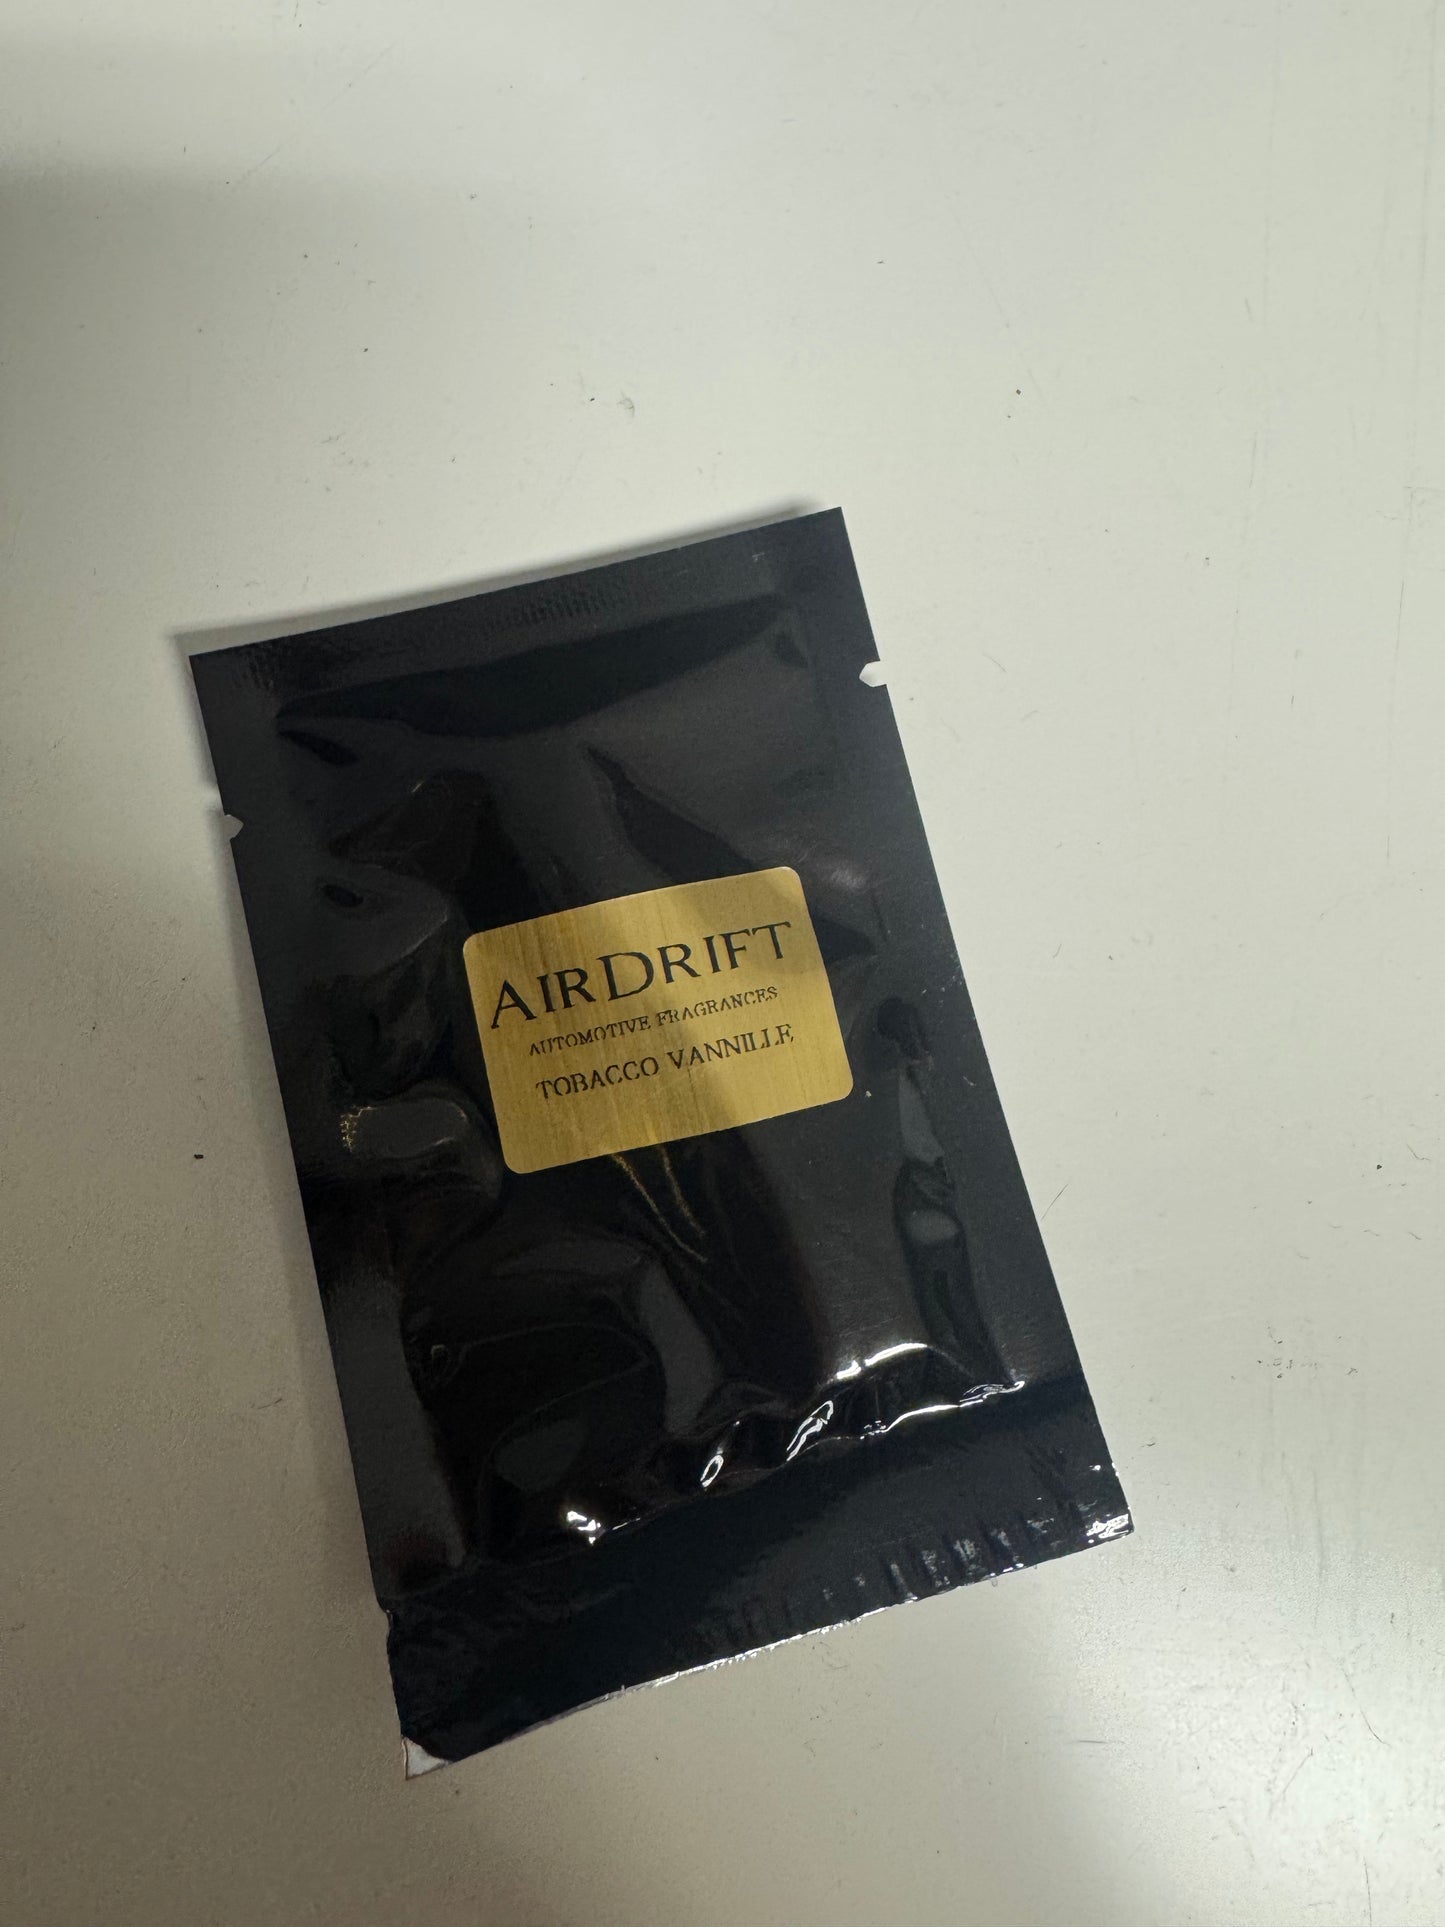 AIRDRIFT
AUTOMOTIVE FRAGRANCES
TOBACCO VANNILLE